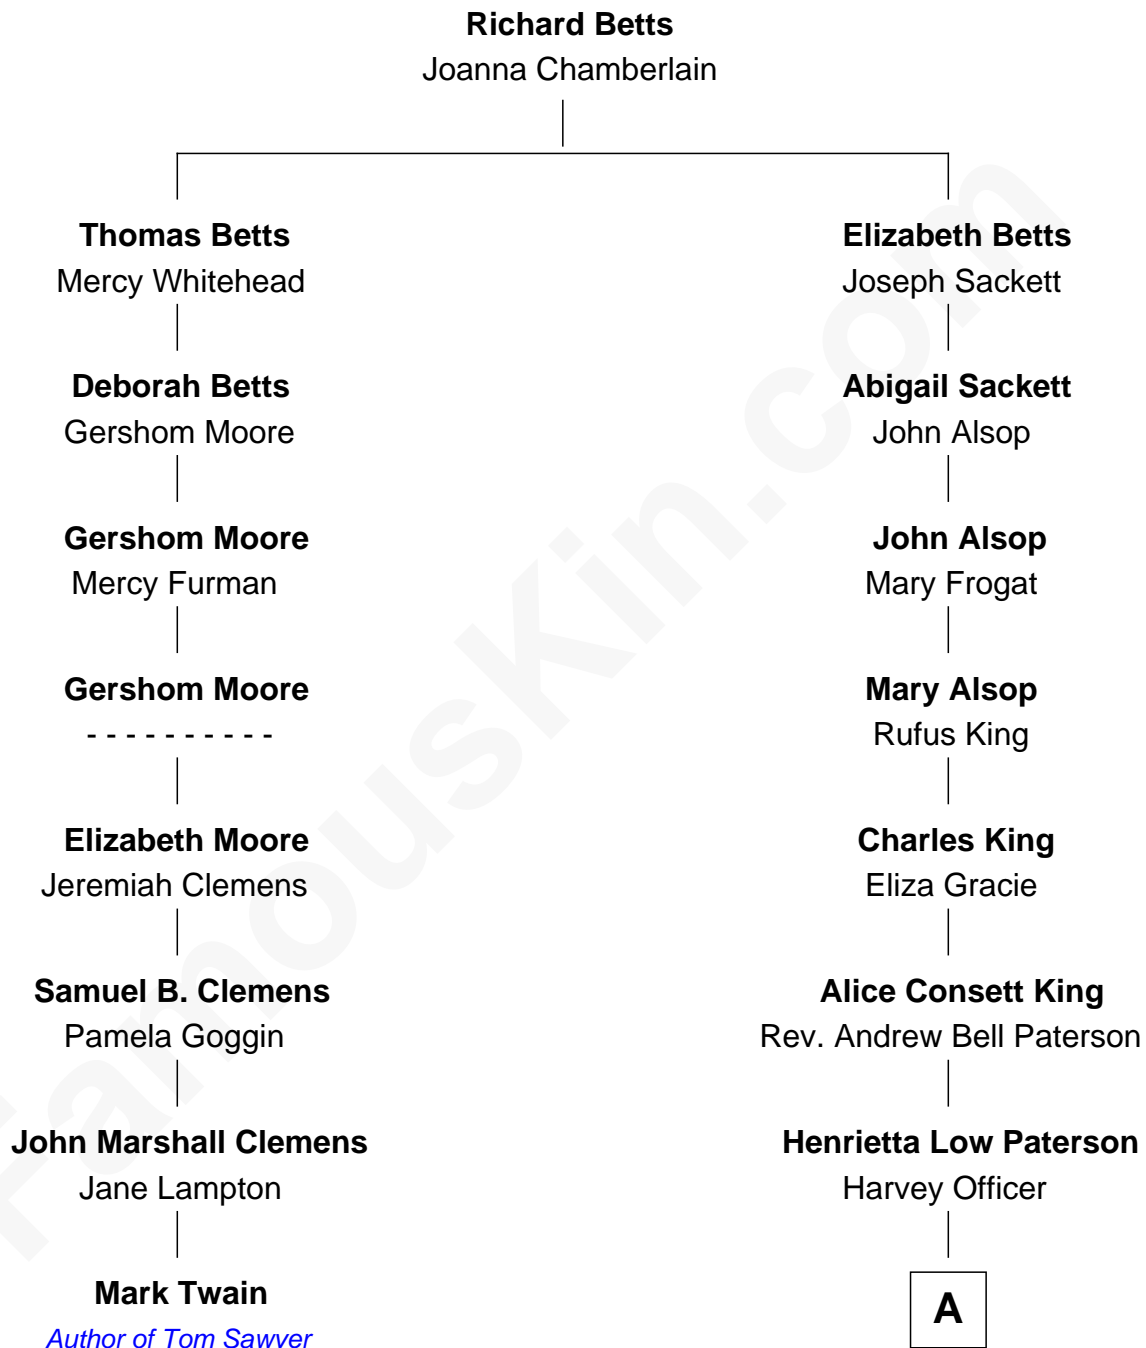 Richard Betts
Joanna Chamberlain
Thomas Betts
Mercy Whitehead
Elizabeth Betts
Joseph Sackett
Deborah Betts
Gershom Moore
Abigail Sackett
John Alsop
Gershom Moore
Mercy Furman
John Alsop
Mary Frogat
Gershom Moore
- - - - - - - - - -
Mary Alsop
Rufus King
Elizabeth Moore
Jeremiah Clemens
Charles King
Eliza Gracie
Samuel B. Clemens
Pamela Goggin
Alice Consett King
Rev. Andrew Bell Paterson
John Marshall Clemens
Jane Lampton
Henrietta Low Paterson
Harvey Officer
Mark Twain
Author of Tom Sawyer
A
FamousKin.com